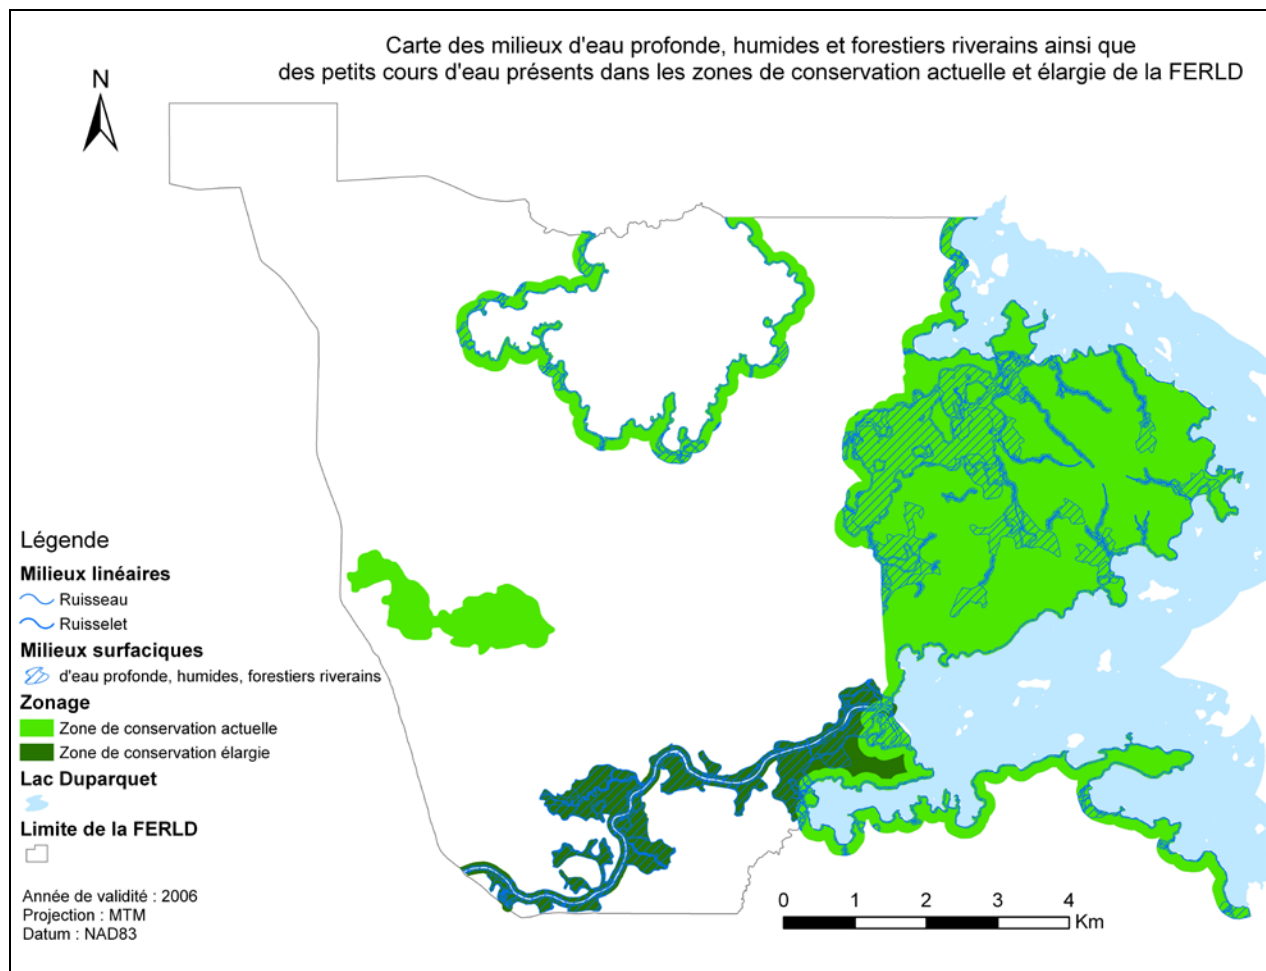 Carte des milieux d'eau profonde, humides et forestiers riverains ainsi que
des petits cours d'eau présents dans les zones de conservation actuelle et élargie de la FERLD
N
Légende
Milieux linéaires
Ruisseau
Ruisselet
Milieux surfaciques
d'eau profonde, humides, forestiers riverains
Zonage
Zone de conservation actuelle
Zone de conservation élargie
Lac Duparquet
Limite de la FERLD
Année de validité : 2006
Projection : MTM
Datum : NAD83
0 1 2 3 4
Km